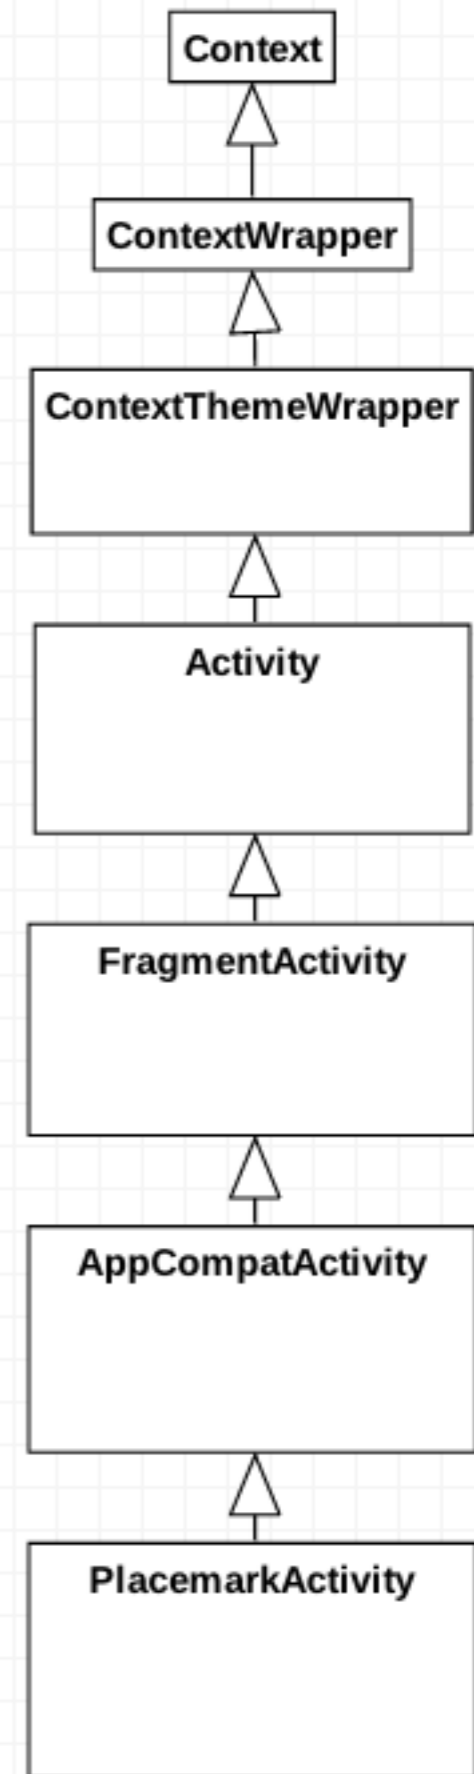 Context
ContextWrapper
ContextThemeWrapper
Activity
FragmentActivity
AppCompatActivity
PlacemarkActivity